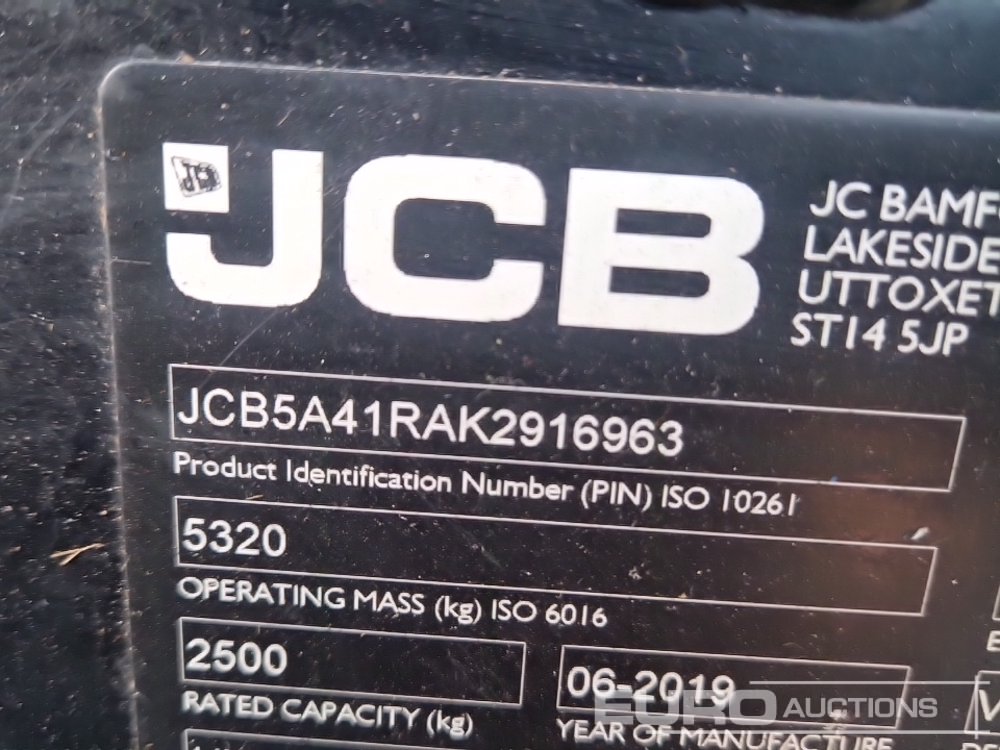 JCB
JCB
JC BAMF
LAKESIDE
UTTOXET
ST14 5JP
JCB5A41RAK2916963
Product Identification Number (PIN) ISO 10261
5320
OPERATING MASS (kg) ISO 6016
2500
RATED CAPACITY (kg)
06-2019
YEAR OF MANUFACTURE
EURO AUCTIONS